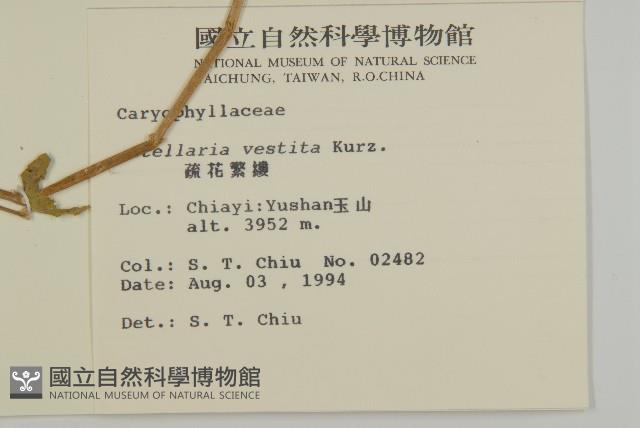 國立自然科學博物館
NATIONAL MUSEUM OF NATURAL SCIENCE
TAICHUNG, TAIWAN, R.O.CHINA
Caryophyllaceae
tellaria vestita Kurz.
疏花繁縷
Loc.: Chiayi:Yushan玉山
alt. 3952 m.
Col.: S. T. Chiu No. 02482
Date: Aug. 03 , 1994
Det.: S. T. Chiu
國立自然科學博物館
NATIONAL MUSEUM OF NATURAL SCIENCE